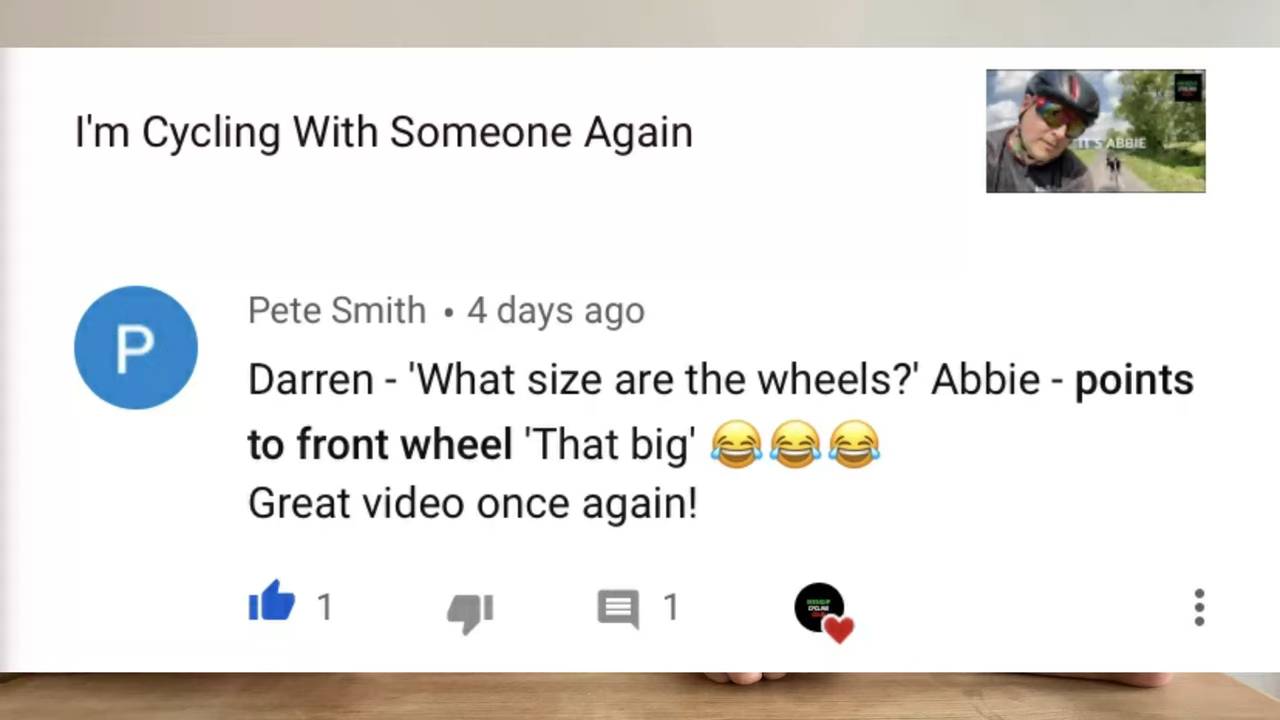 I'm Cycling With Someone Again
IT'S ABBIE
P
Pete Smith • 4 days ago
Darren - 'What size are the wheels?' Abbie - points
to front wheel 'That big' 😂😂😂
Great video once again!
1
1
CYCLING